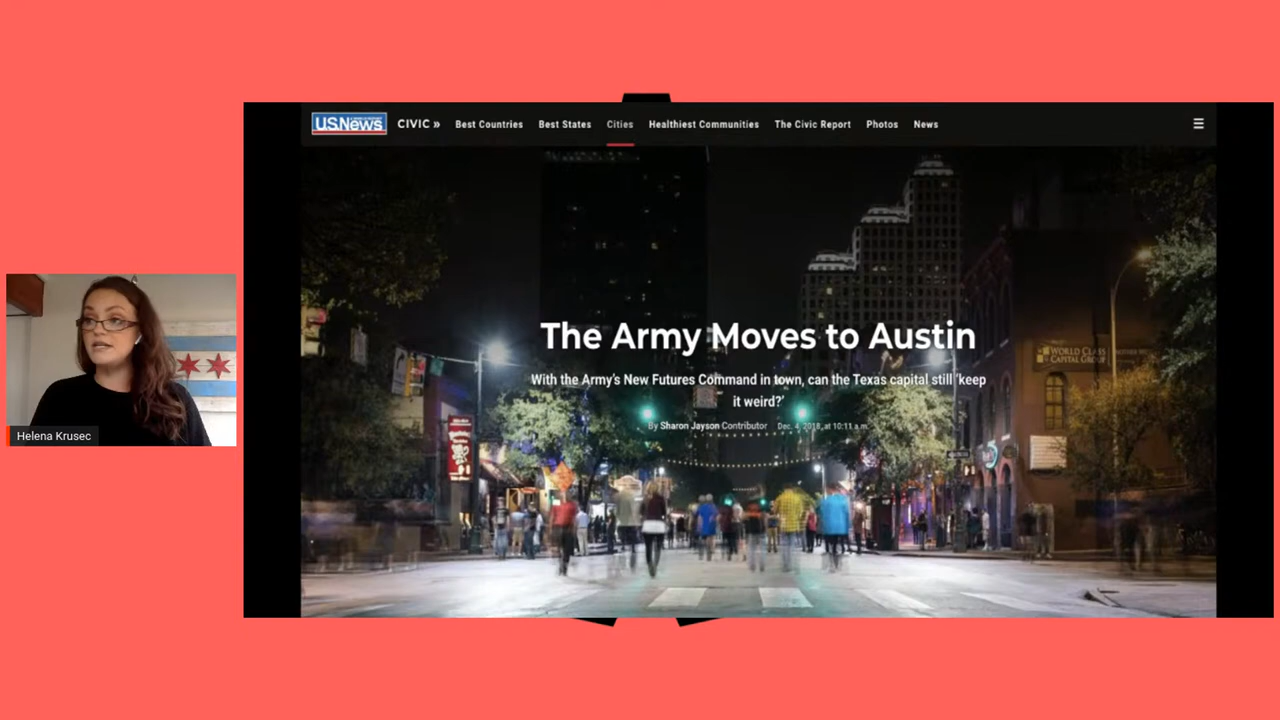 U.S.News
CIVIC »
Best Countries
Best States
Cities
Healthiest Communities
The Civic Report
Photos
News
The Army Moves to Austin
With the Army's New Futures Command in town, can the Texas capital still 'keep
it weird?'
By Sharon Jayson Contributor
Dec. 4, 2018, at 10:11 a.m.
WORLD CLASS
CAPITAL GROUP
Helena Krusec